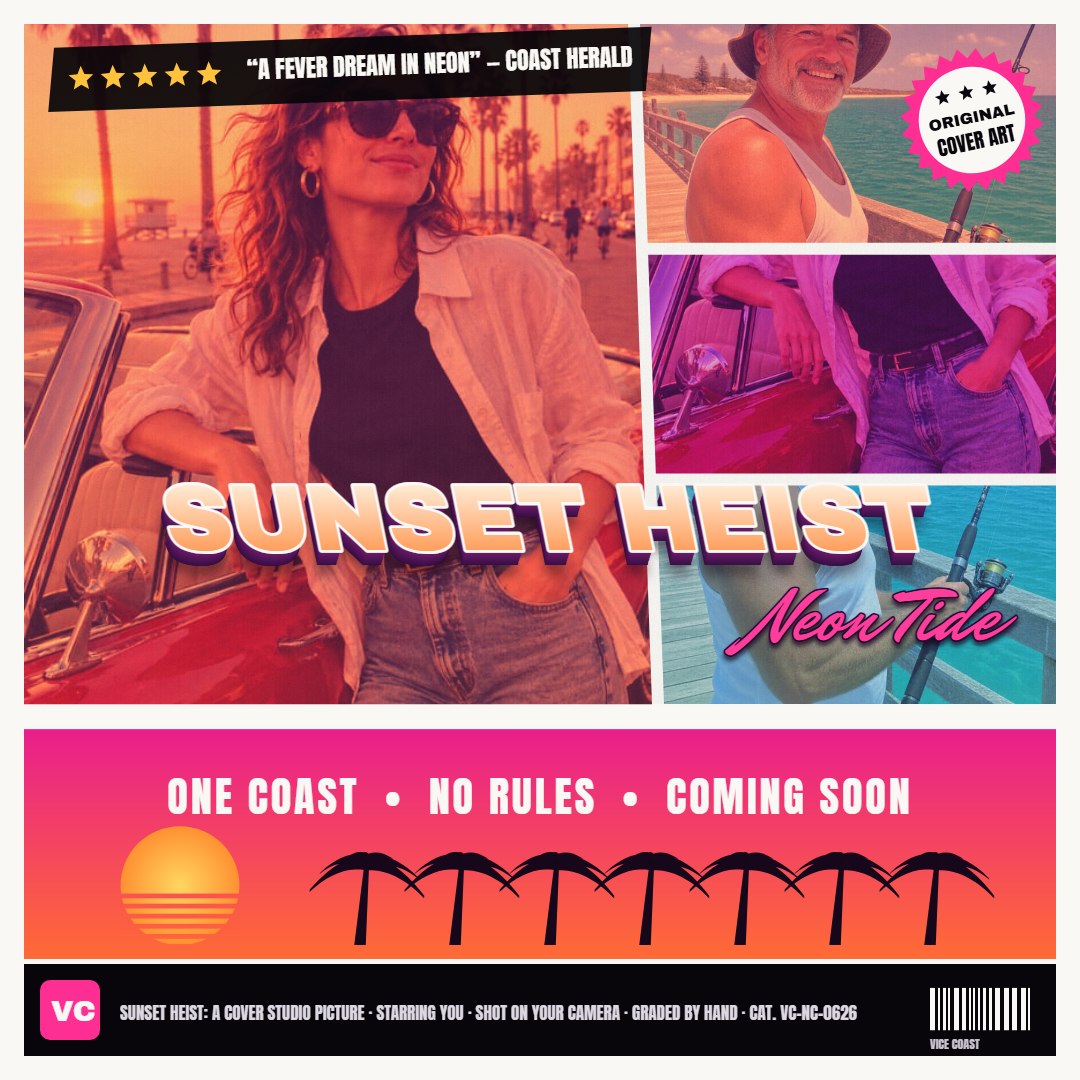 ★★★★★ “A FEVER DREAM IN NEON” – COAST HERALD
★ ★ ★
ORIGINAL
COVER ART
SUNSET HEIST
Neon Tide
ONE COAST • NO RULES • COMING SOON
VC
SUNSET HEIST: A COVER STUDIO PICTURE · STARRING YOU · SHOT ON YOUR CAMERA · GRADED BY HAND · CAT. VC-NC-0626
VICE COAST